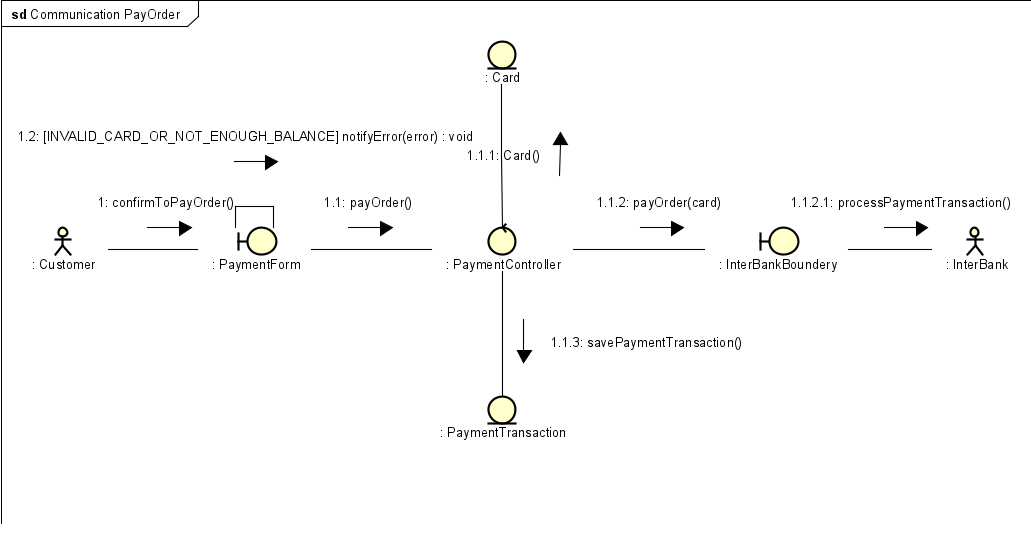 sd Communication PayOrder
: Card
1.2: [INVALID_CARD_OR_NOT_ENOUGH_BALANCE] notifyError(error) : void
1.1.1: Card()
1: confirmToPayOrder()
1.1: payOrder()
1.1.2: payOrder(card)
1.1.2.1: processPaymentTransaction()
: Customer
: PaymentForm
: PaymentController
: InterBankBoundery
: InterBank
1.1.3: savePaymentTransaction()
: PaymentTransaction